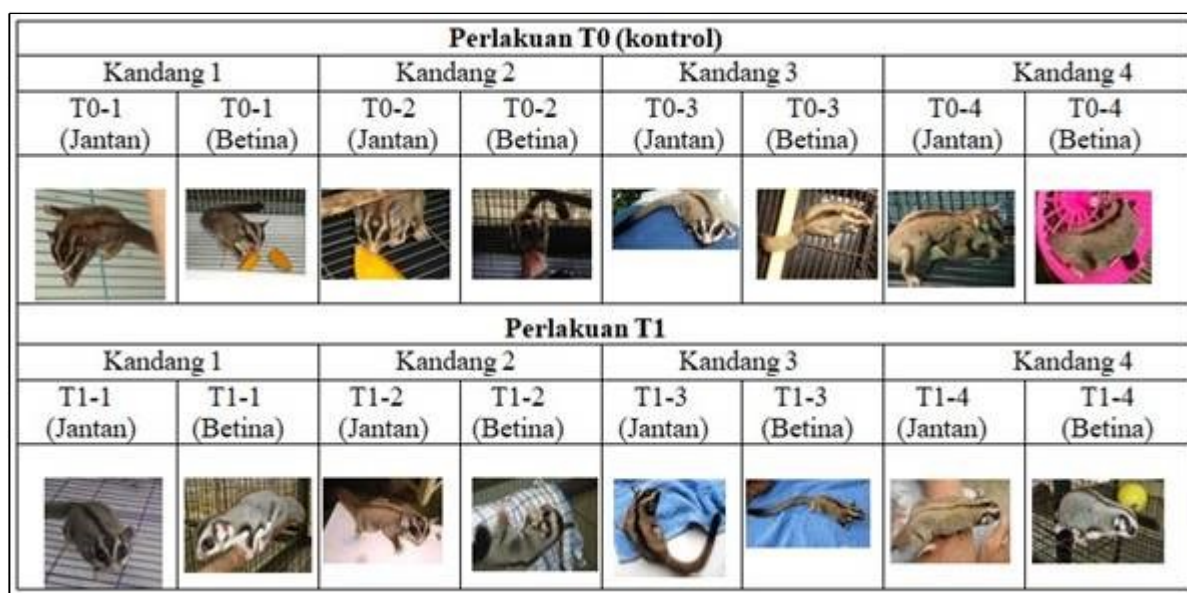 Perlakuan T0 (kontrol)
Kandang 1 Kandang 2 Kandang 3 Kandang 4
T0-1 T0-1 T0-2 T0-2 T0-3 T0-3 T0-4 T0-4
(Jantan) (Betina) (Jantan) (Betina) (Jantan) (Betina) (Jantan) (Betina)
Perlakuan T1
Kandang 1 Kandang 2 Kandang 3 Kandang 4
T1-1 T1-1 T1-2 T1-2 T1-3 T1-3 T1-4 T1-4
(Jantan) (Betina) (Jantan) (Betina) (Jantan) (Betina) (Jantan) (Betina)